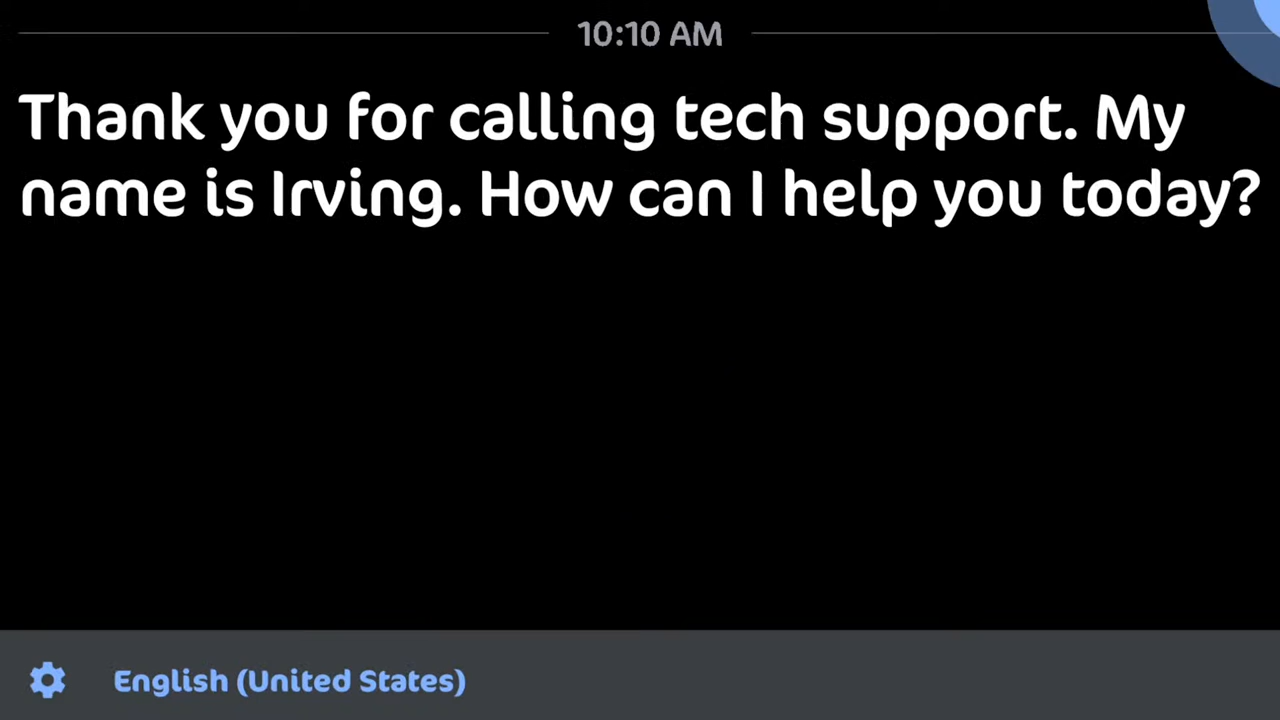 10:10 AM
Thank you for calling tech support. My
name is Irving. How can I help you today?
English (United States)